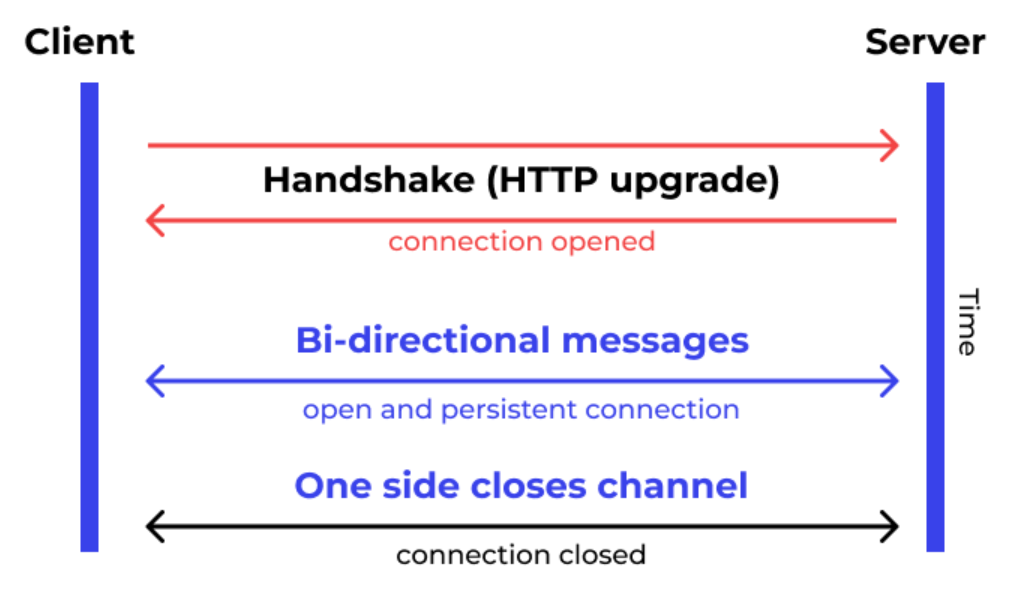 Client
Server
Handshake (HTTP upgrade)
connection opened
Time
Bi-directional messages
open and persistent connection
One side closes channel
connection closed